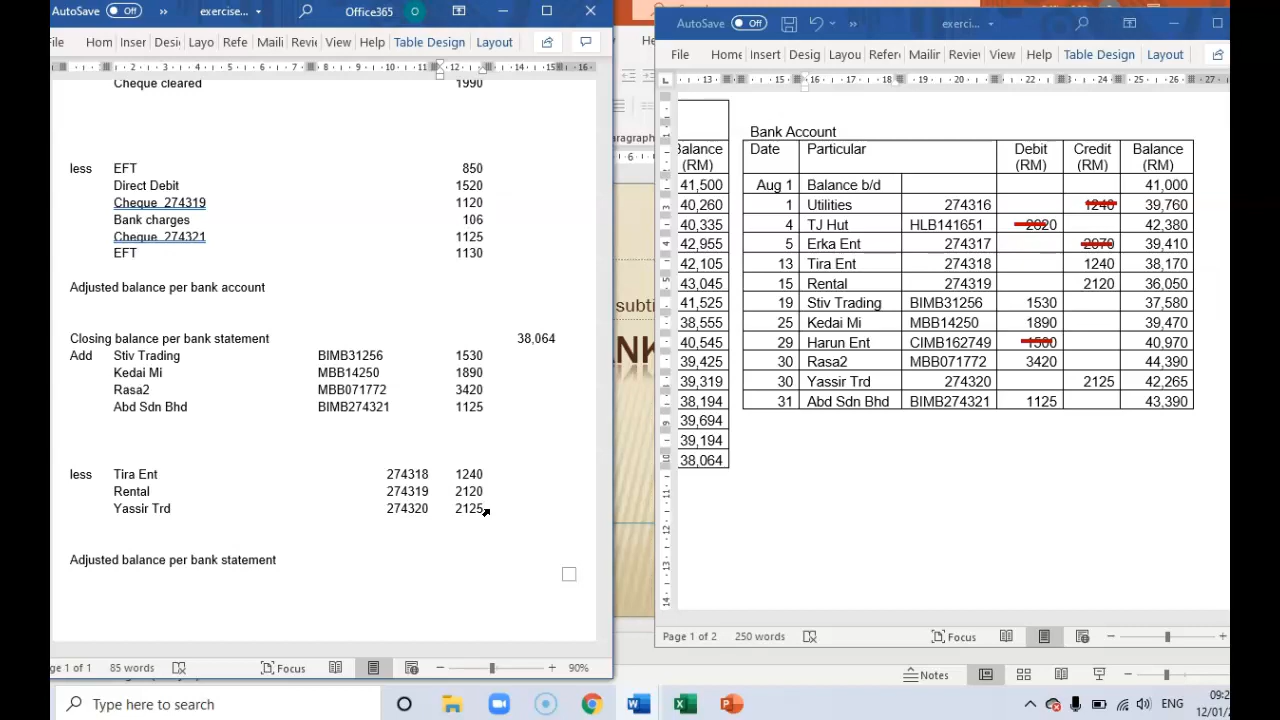 AutoSave Off exercise... Office365
File Hom Inser Desi Layo Refe Maili Revie View Help Table Design Layout
Cheque cleared 1990
less EFT 850
Direct Debit 1520
Cheque 274319 1120
Bank charges 106
Cheque 274321 1125
EFT 1130
Adjusted balance per bank account
Closing balance per bank statement 38,064
Add Stiv Trading BIMB31256 1530
Kedai Mi MBB14250 1890
Rasa2 MBB071772 3420
Abd Sdn Bhd BIMB274321 1125
less Tira Ent 274318 1240
Rental 274319 2120
Yassir Trd 274320 2125
Adjusted balance per bank statement
ge 1 of 1 85 words Focus 90%
AutoSave Off exerci...
File Home Insert Desig Layou Refer Mailir Review View Help Table Design Layout
Balance
(RM)
41,500
40,260
40,335
42,955
42,105
43,045
41,525
38,555
40,545
39,425
39,319
38,194
39,694
39,194
38,064
Bank Account
Date Particular Debit (RM) Credit (RM) Balance (RM)
Aug 1 Balance b/d 41,000
1 Utilities 274316 1240 39,760
4 TJ Hut HLB141651 42,380
5 Erka Ent 274317 39,410
13 Tira Ent 274318 1240 38,170
15 Rental 274319 2120 36,050
19 Stiv Trading BIMB31256 1530 37,580
25 Kedai Mi MBB14250 1890 39,470
29 Harun Ent CIMB162749 1500 40,970
30 Rasa2 MBB071772 3420 44,390
30 Yassir Trd 274320 2125 42,265
31 Abd Sdn Bhd BIMB274321 1125 43,390
Page 1 of 2 250 words Focus
aragraph
subti
ANK
Notes
Type here to search
ENG